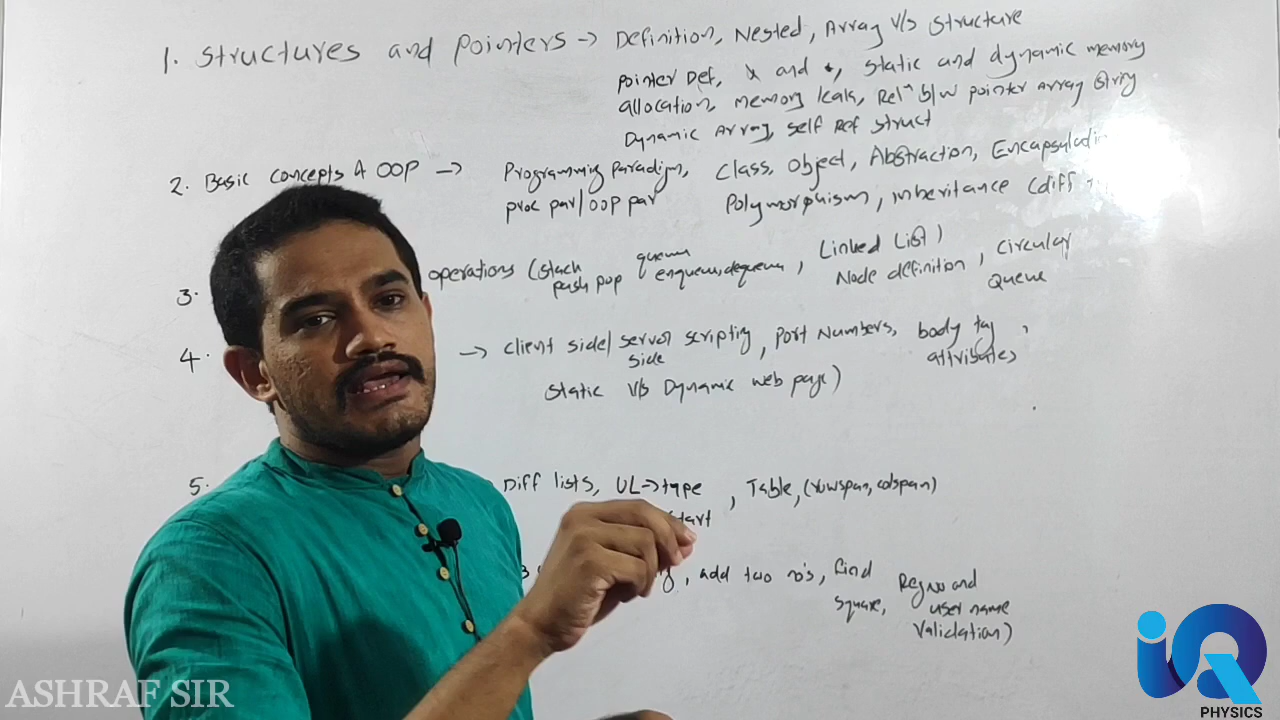 1. Structures and pointers → Definition, Nested, Array v/s Structure
pointer Def, & and *, static and dynamic memory
allocation, memory leak, Relⁿ b/w pointer Array String
Dynamic Array, self Ref struct
2. Basic concepts of OOP → Programming Paradigm, Class, Object, Abstraction,
proc par/OOP par Polymorphism, inheritance (diff
3. operations (stack queue Linked List)
push pop enqueue, dequeue, Node definition, circular
queue
4. → client side/server scripting, port Numbers, body tag,
side attributes
static v/s Dynamic web page)
5. Diff lists, UL→type, Table, (rowspan, colspan)
start
, add two no's, find Regno and
square, user name
validation)
ASHRAF SIR
iQ
PHYSICS